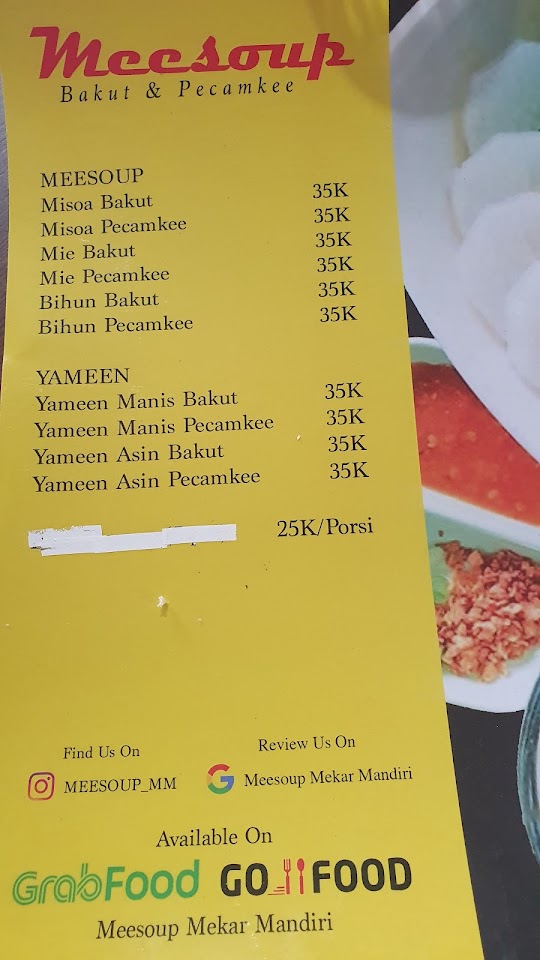 Meesoup
Bakut & Pecamkee
MEESOUP
Misoa Bakut 35K
Misoa Pecamkee 35K
Mie Bakut 35K
Mie Pecamkee 35K
Bihun Bakut 35K
Bihun Pecamkee 35K
YAMEEN
Yameen Manis Bakut 35K
Yameen Manis Pecamkee 35K
Yameen Asin Bakut 35K
Yameen Asin Pecamkee 35K
25K/Porsi
Find Us On
MEESOUP_MM
Review Us On
Meesoup Mekar Mandiri
Available On
GrabFood GO FOOD
Meesoup Mekar Mandiri